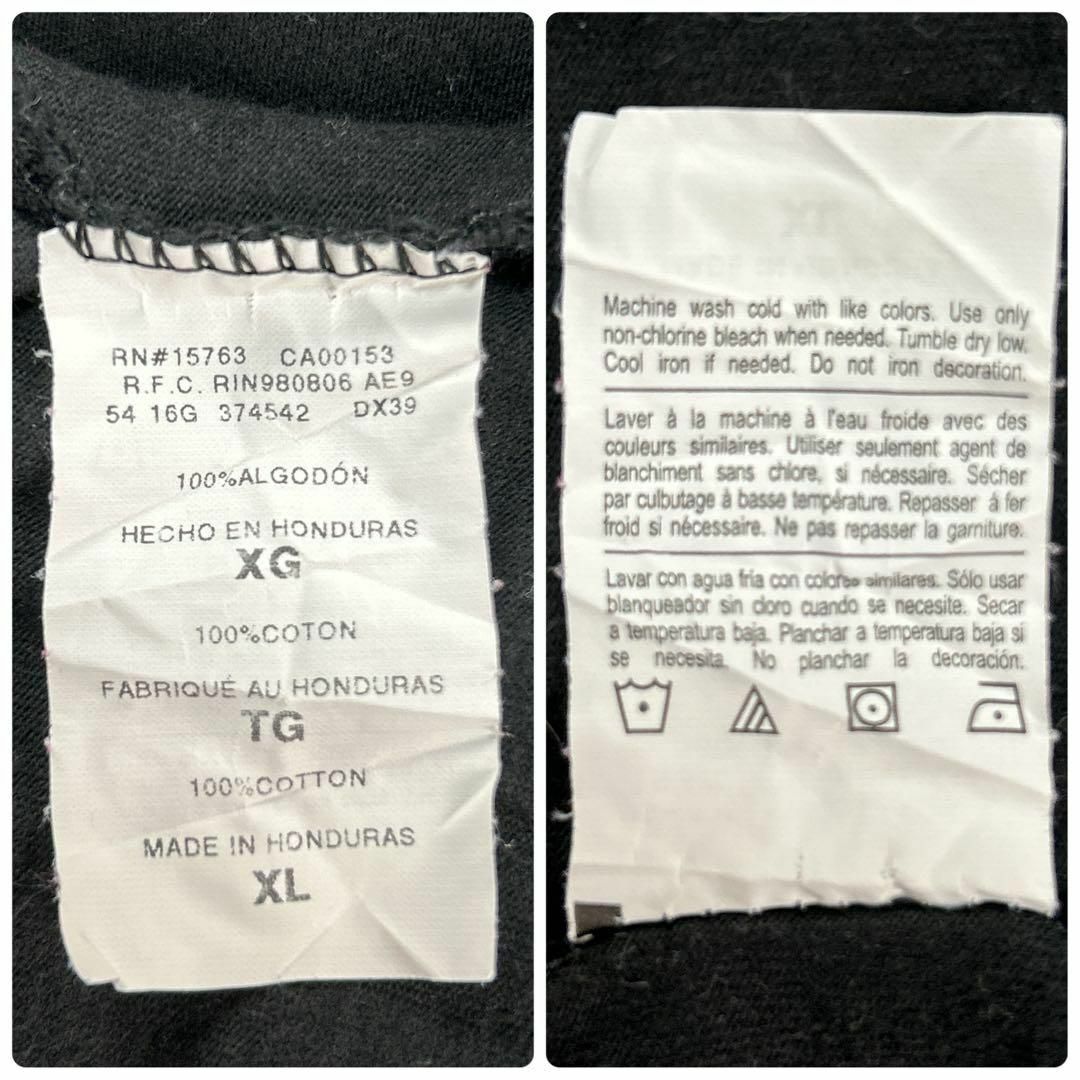 RN#15763 CA00153
R.F.C. RIN980806 AE9
54 16G 374542 DX39
100%ALGODÓN
HECHO EN HONDURAS
XG
100%COTON
FABRIQUÉ AU HONDURAS
TG
100%COTTON
MADE IN HONDURAS
XL
Machine wash cold with like colors. Use only
non-chlorine bleach when needed. Tumble dry low.
Cool iron if needed. Do not iron decoration.
Laver à la machine à l'eau froide avec des
couleurs similaires. Utiliser seulement agent de
blanchiment sans chlore, si nécessaire. Sécher
par culbutage à basse température. Repasser á fer
froid si nécessaire. Ne pas repasser la garniture.
Lavar con agua fria con colores similares. Sólo usar
blanqueador sin cloro cuando se necesite. Secar
a temperatura baja. Planchar a temperatura baja si
se necesita. No planchar la decoración.